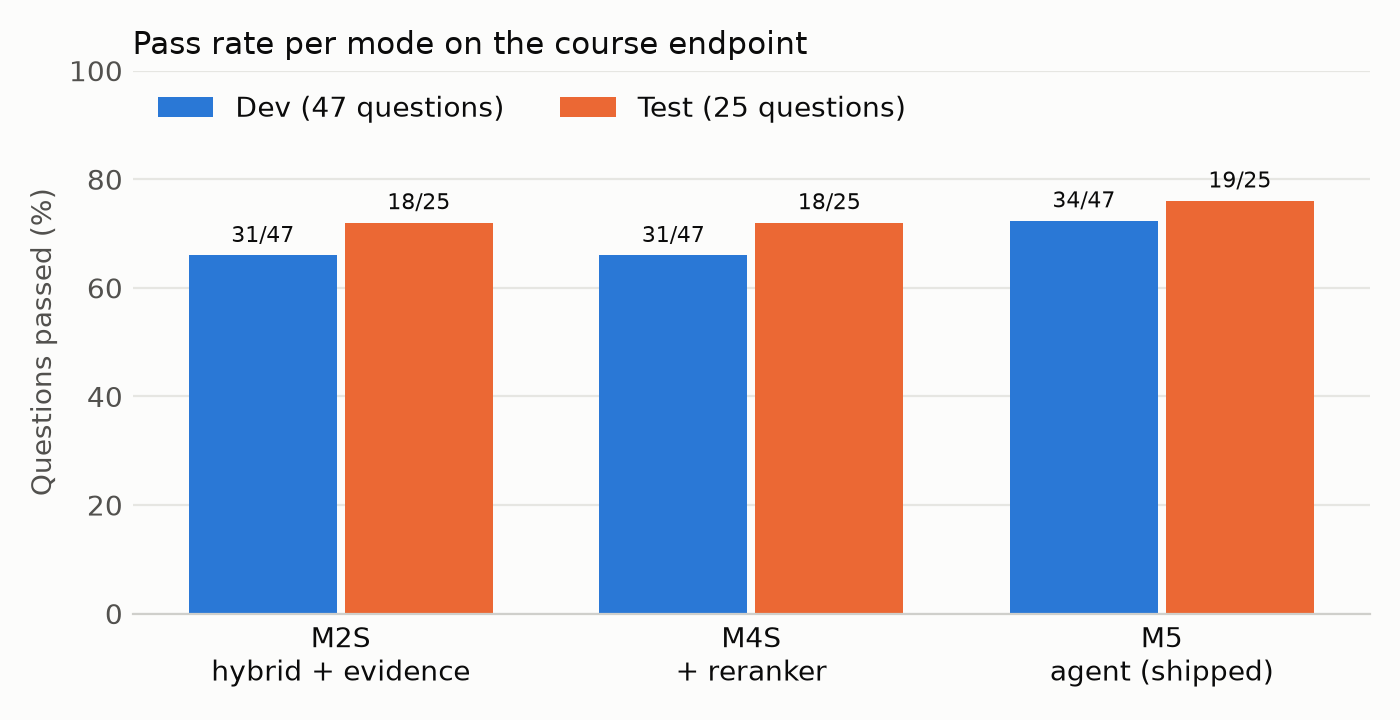 Pass rate per mode on the course endpoint
100
Dev (47 questions) Test (25 questions)
80
60
40
20
0
Questions passed (%)
31/47 18/25 31/47 18/25 34/47 19/25
M2S M4S M5
hybrid + evidence + reranker agent (shipped)